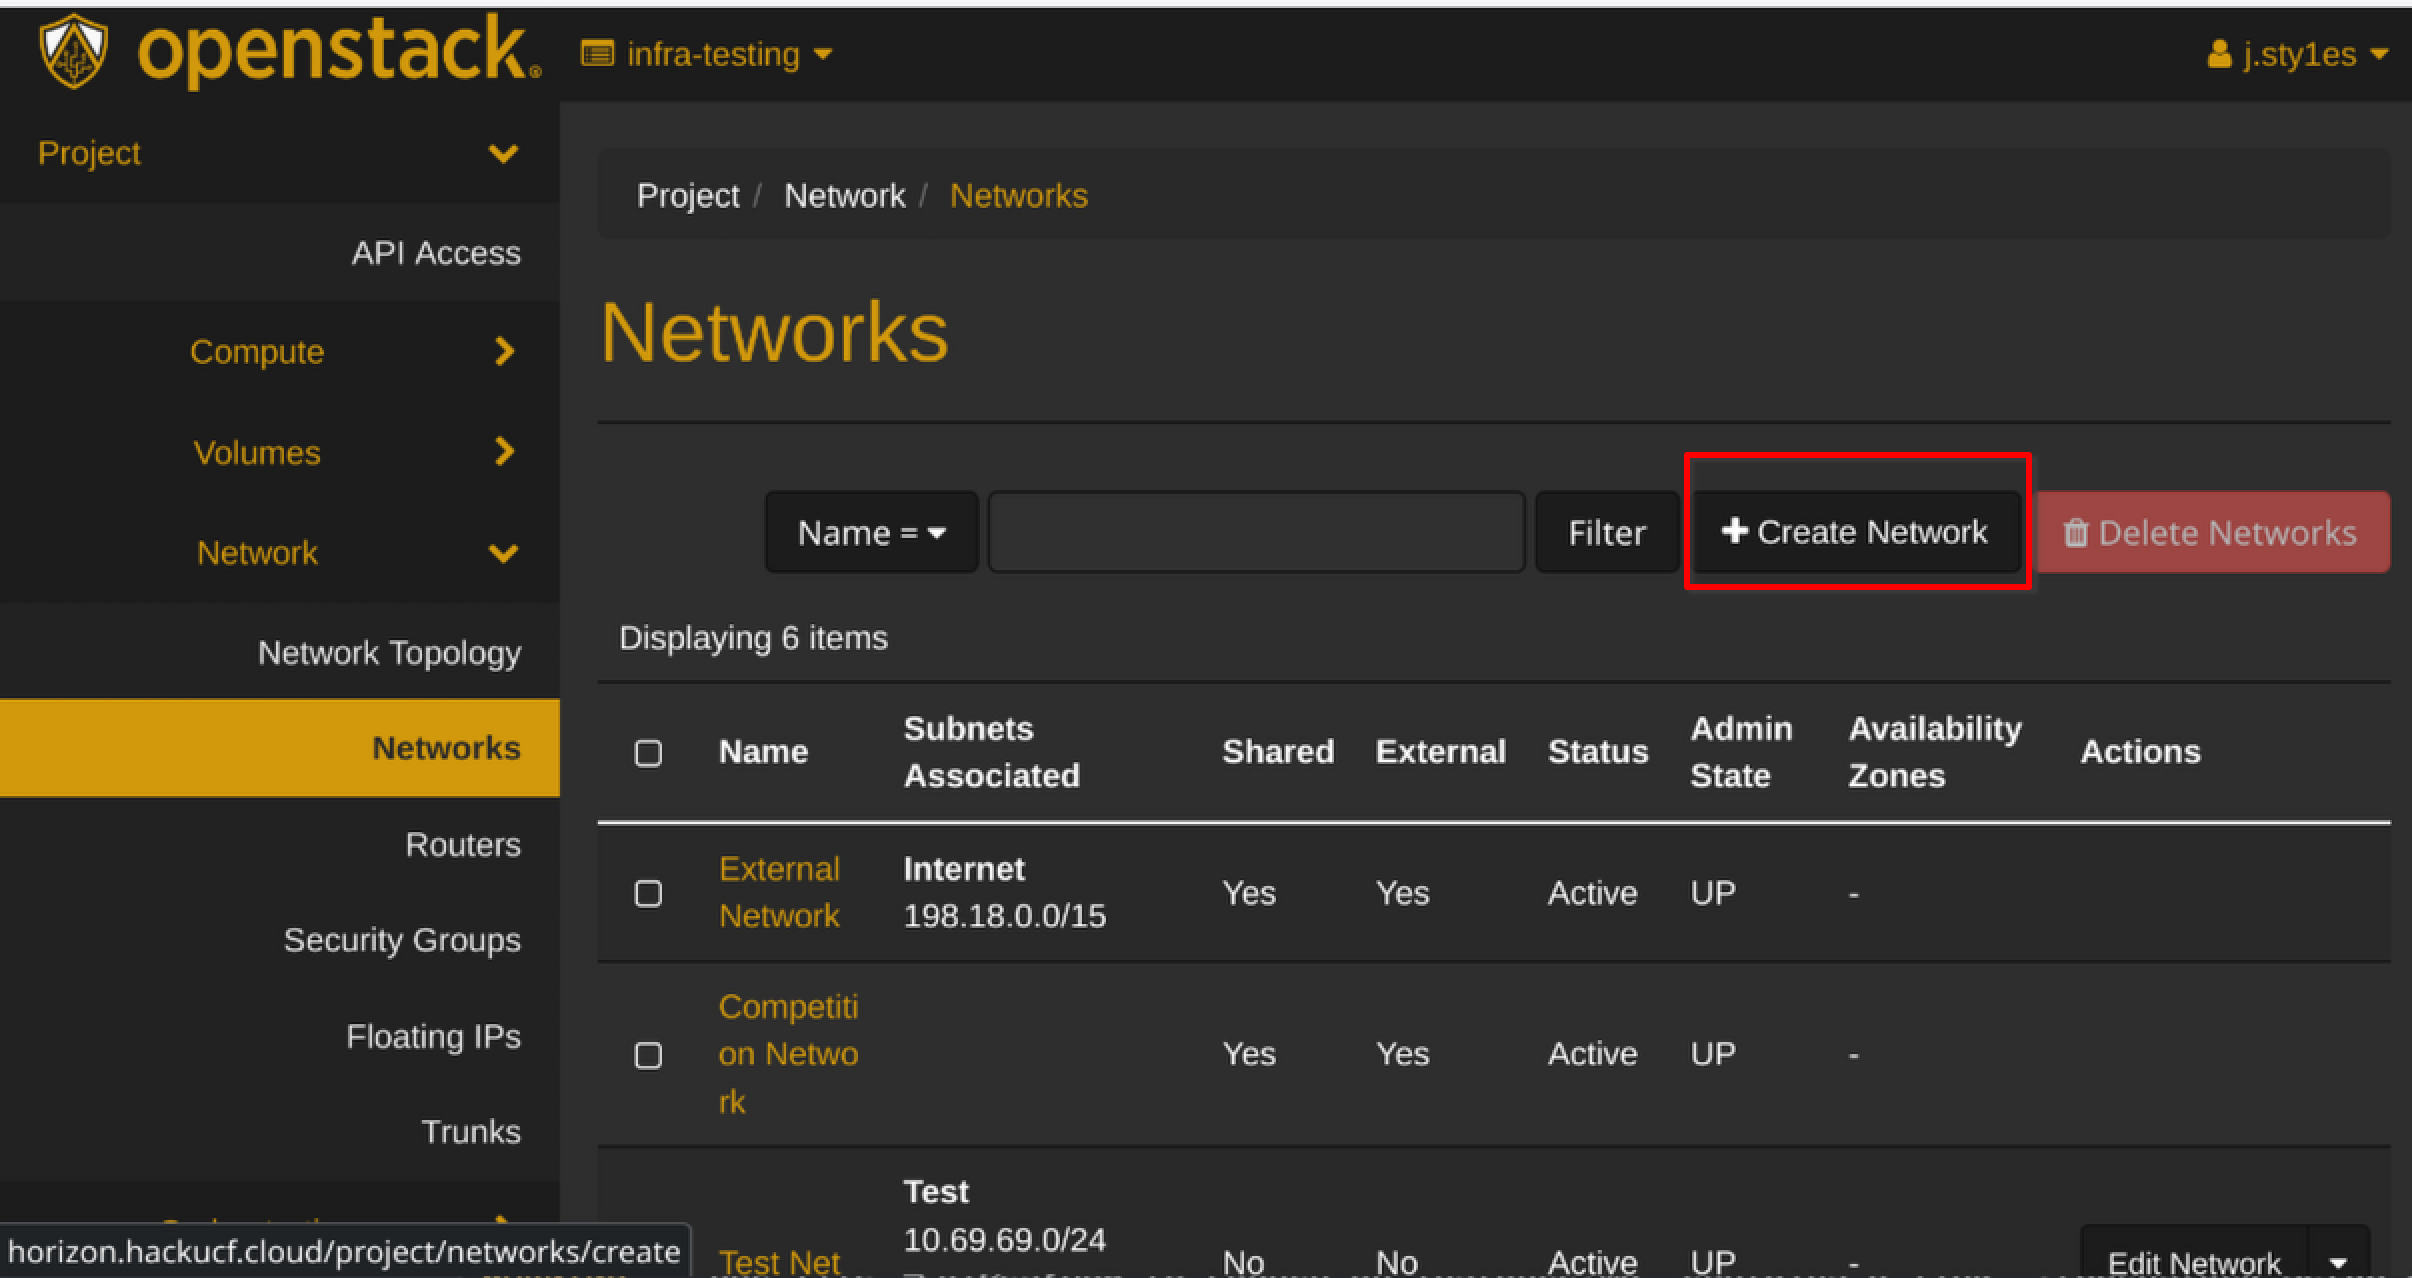 openstack.®
infra-testing
j.sty1es
Project
API Access
Compute
Volumes
Network
Network Topology
Networks
Routers
Security Groups
Floating IPs
Trunks
horizon.hackucf.cloud/project/networks/create
Project / Network / Networks
Networks
Name =
Filter
Create Network
Delete Networks
Displaying 6 items
Name
Subnets
Associated
Shared
External
Status
Admin
State
Availability
Zones
Actions
External
Network
Internet
198.18.0.0/15
Yes
Yes
Active
UP
-
Competiti
on Netwo
rk
Yes
Yes
Active
UP
-
Test Net
Test
10.69.69.0/24
No
No
Active
UP
-
Edit Network